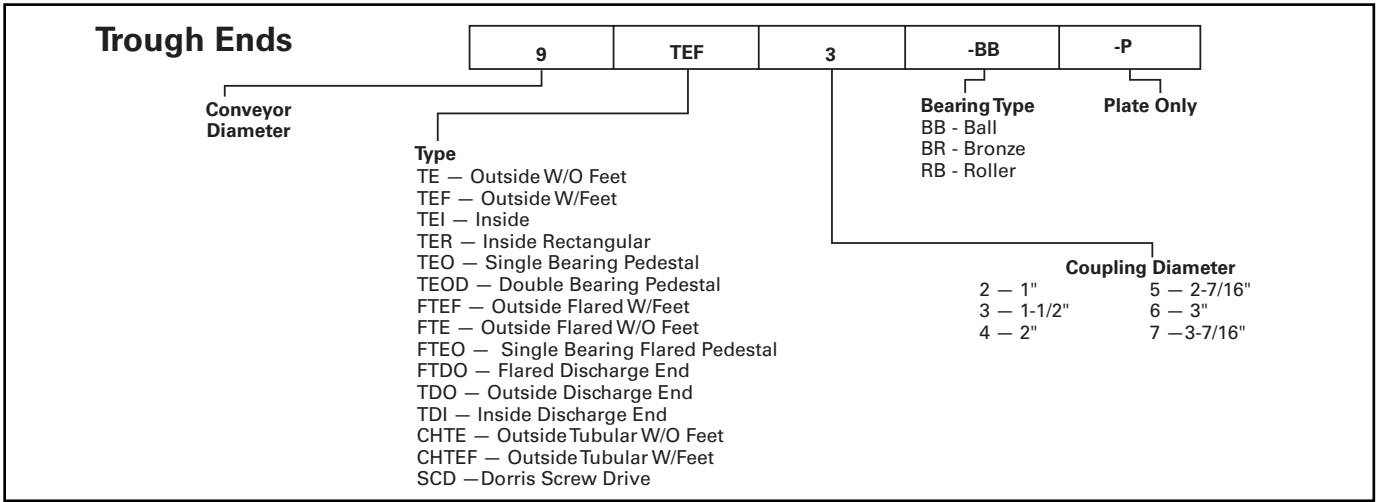 Trough Ends
9 TEF 3 -BB -P
Conveyor
Diameter
Bearing Type
BB - Ball
BR - Bronze
RB - Roller
Plate Only
Type
TE — Outside W/O Feet
TEF — Outside W/Feet
TEI — Inside
TER — Inside Rectangular
TEO — Single Bearing Pedestal
TEOD — Double Bearing Pedestal
FTEF — Outside Flared W/Feet
FTE — Outside Flared W/O Feet
FTEO — Single Bearing Flared Pedestal
FTDO — Flared Discharge End
TDO — Outside Discharge End
TDI — Inside Discharge End
CHTE — Outside Tubular W/O Feet
CHTEF — Outside Tubular W/Feet
SCD —Dorris Screw Drive
Coupling Diameter
2 — 1" 5 — 2-7/16"
3 — 1-1/2" 6 — 3"
4 — 2" 7 —3-7/16"